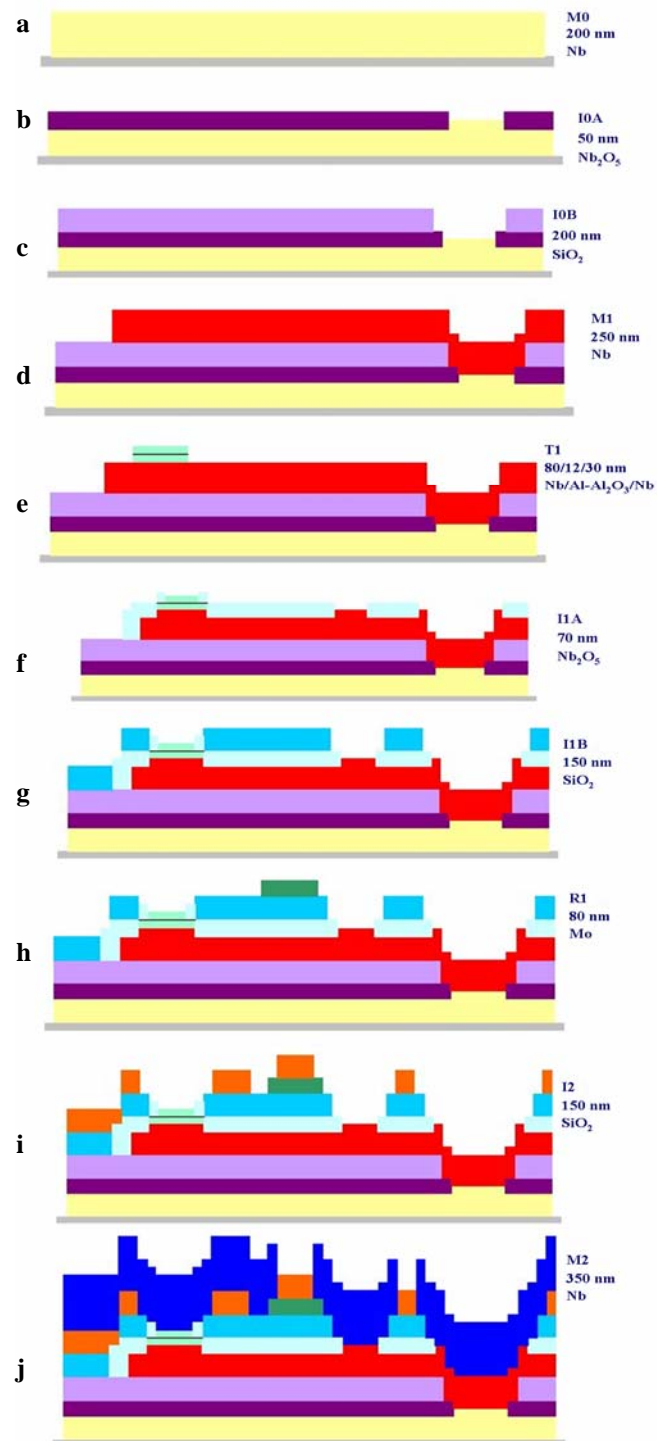 a
M0
200 nm
Nb
b
I0A
50 nm
Nb₂O₅
c
I0B
200 nm
SiO₂
d
M1
250 nm
Nb
e
T1
80/12/30 nm
Nb/Al-Al₂O₃/Nb
f
I1A
70 nm
Nb₂O₅
g
I1B
150 nm
SiO₂
h
R1
80 nm
Mo
i
I2
150 nm
SiO₂
j
M2
350 nm
Nb